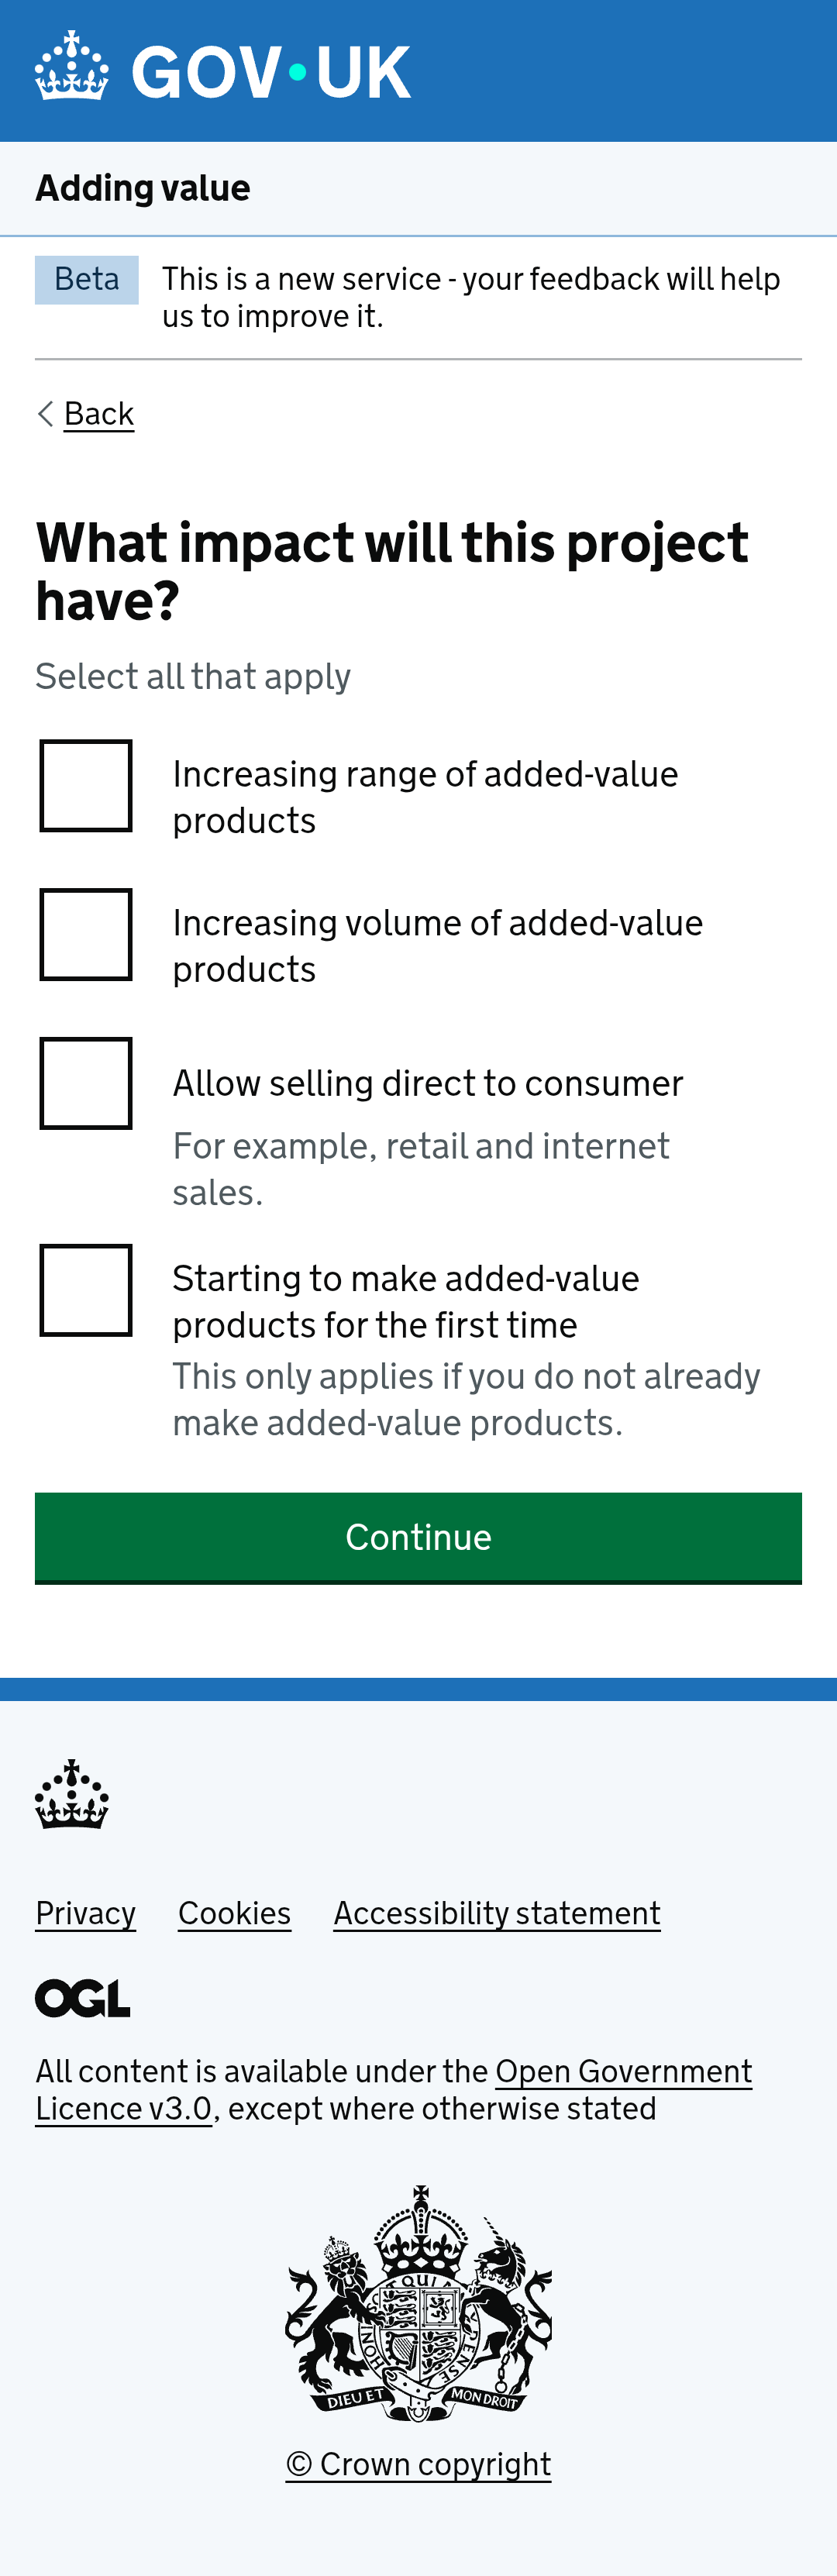 GOV·UK
Adding value
Beta
This is a new service - your feedback will help
us to improve it.
Back
What impact will this project
have?
Select all that apply
Increasing range of added-value
products
Increasing volume of added-value
products
Allow selling direct to consumer
For example, retail and internet
sales.
Starting to make added-value
products for the first time
This only applies if you do not already
make added-value products.
Continue
Privacy
Cookies
Accessibility statement
OGL
All content is available under the Open Government
Licence v3.0, except where otherwise stated
DIEU ET
MON DROIT
© Crown copyright